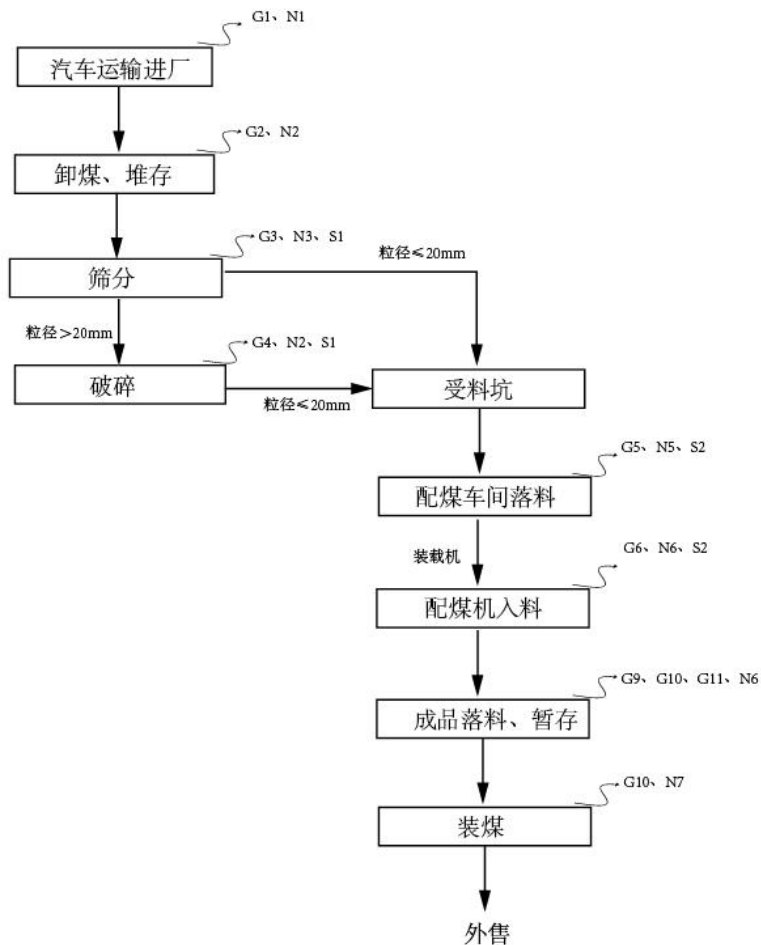 G1、N1
汽车运输进厂
G2、N2
卸煤、堆存
G3、N3、S1
粒径≤20mm
筛分
粒径>20mm
G4、N2、S1
破碎
粒径≤20mm
受料坑
G5、N5、S2
配煤车间落料
装载机
G6、N6、S2
配煤机入料
G9、G10、G11、N6
成品落料、暂存
G10、N7
装煤
外售